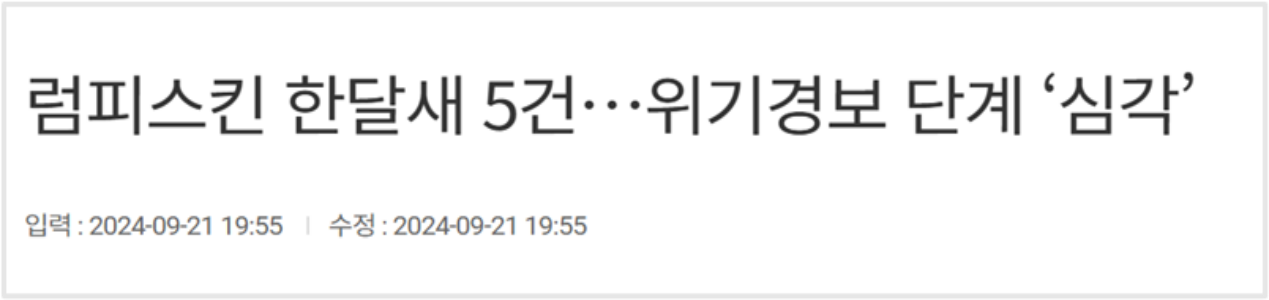 럼피스킨 한달새 5건…위기경보 단계 ‘심각’
입력 : 2024-09-21 19:55 | 수정 : 2024-09-21 19:55